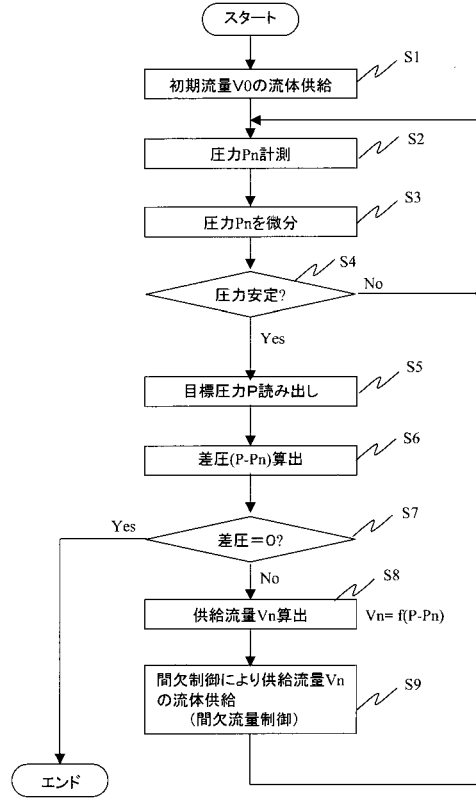 スタート
S1
初期流量V0の流体供給
S2
圧力Pn計測
S3
圧力Pnを微分
S4
圧力安定?
No
Yes
S5
目標圧力P読み出し
S6
差圧(P-Pn)算出
S7
Yes
差圧=0?
No
S8
供給流量Vn算出
Vn= f(P-Pn)
S9
間欠制御により供給流量Vn
の流体供給
(間欠流量制御)
エンド